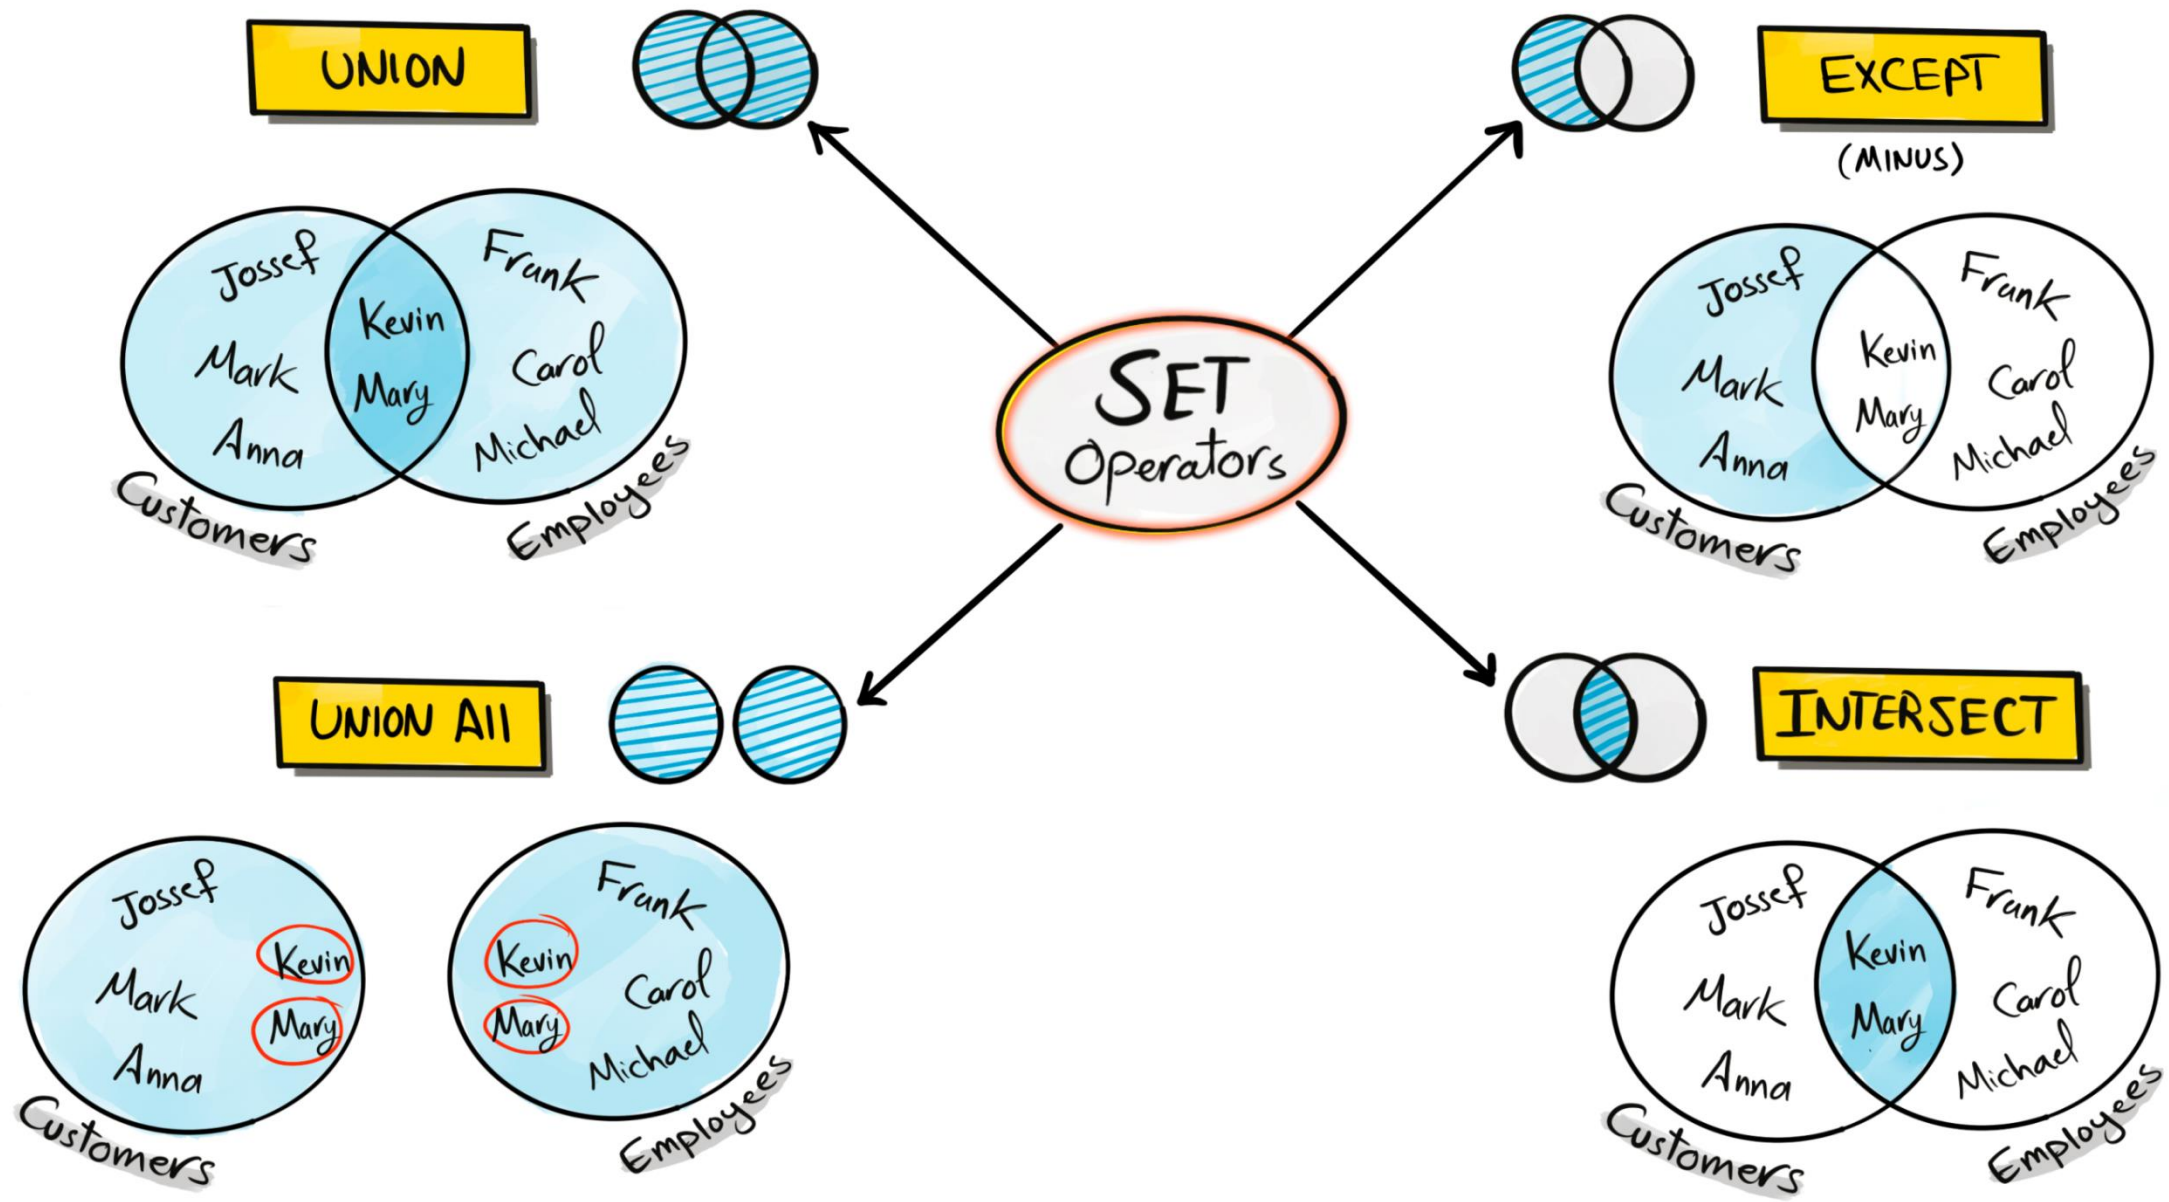 UNION
EXCEPT
(MINUS)
Jossef
Mark
Anna
Kevin
Mary
Frank
Carol
Michael
Customers
Employees
SET
Operators
Jossef
Mark
Anna
Kevin
Mary
Frank
Carol
Michael
Customers
Employees
UNION All
INTERSECT
Jossef
Mark
Anna
Kevin
Mary
Customers
Kevin
Mary
Frank
Carol
Michael
Employees
Jossef
Mark
Anna
Kevin
Mary
Frank
Carol
Michael
Customers
Employees